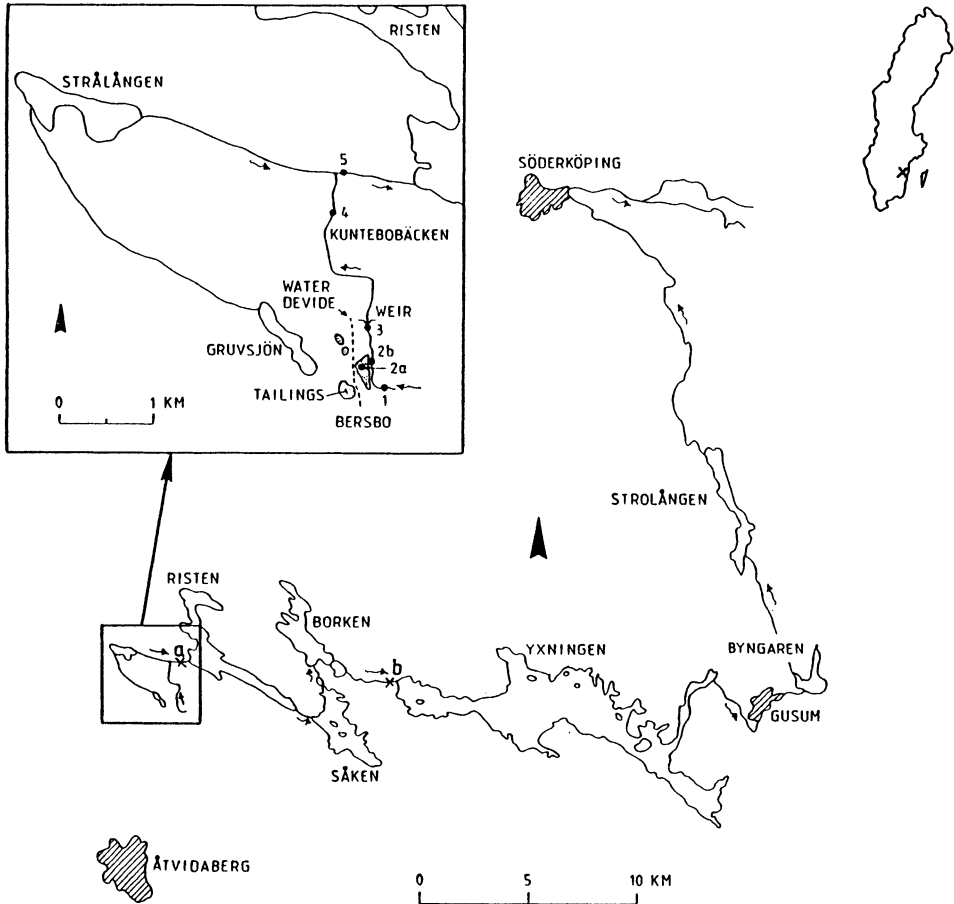 RISTEN
STRÅLÅNGEN
5
4
KUNTEBOBÄCKEN
WATER
DEVIDE
WEIR
3
GRUVSJÖN
2b
2a
TAILINGS
1
BERSBO
0 1 KM
SÖDERKÖPING
STROLÅNGEN
RISTEN
BORKEN
a
b
YXNINGEN
BYNGAREN
GUSUM
SÅKEN
ÅTVIDABERG
0 5 10 KM